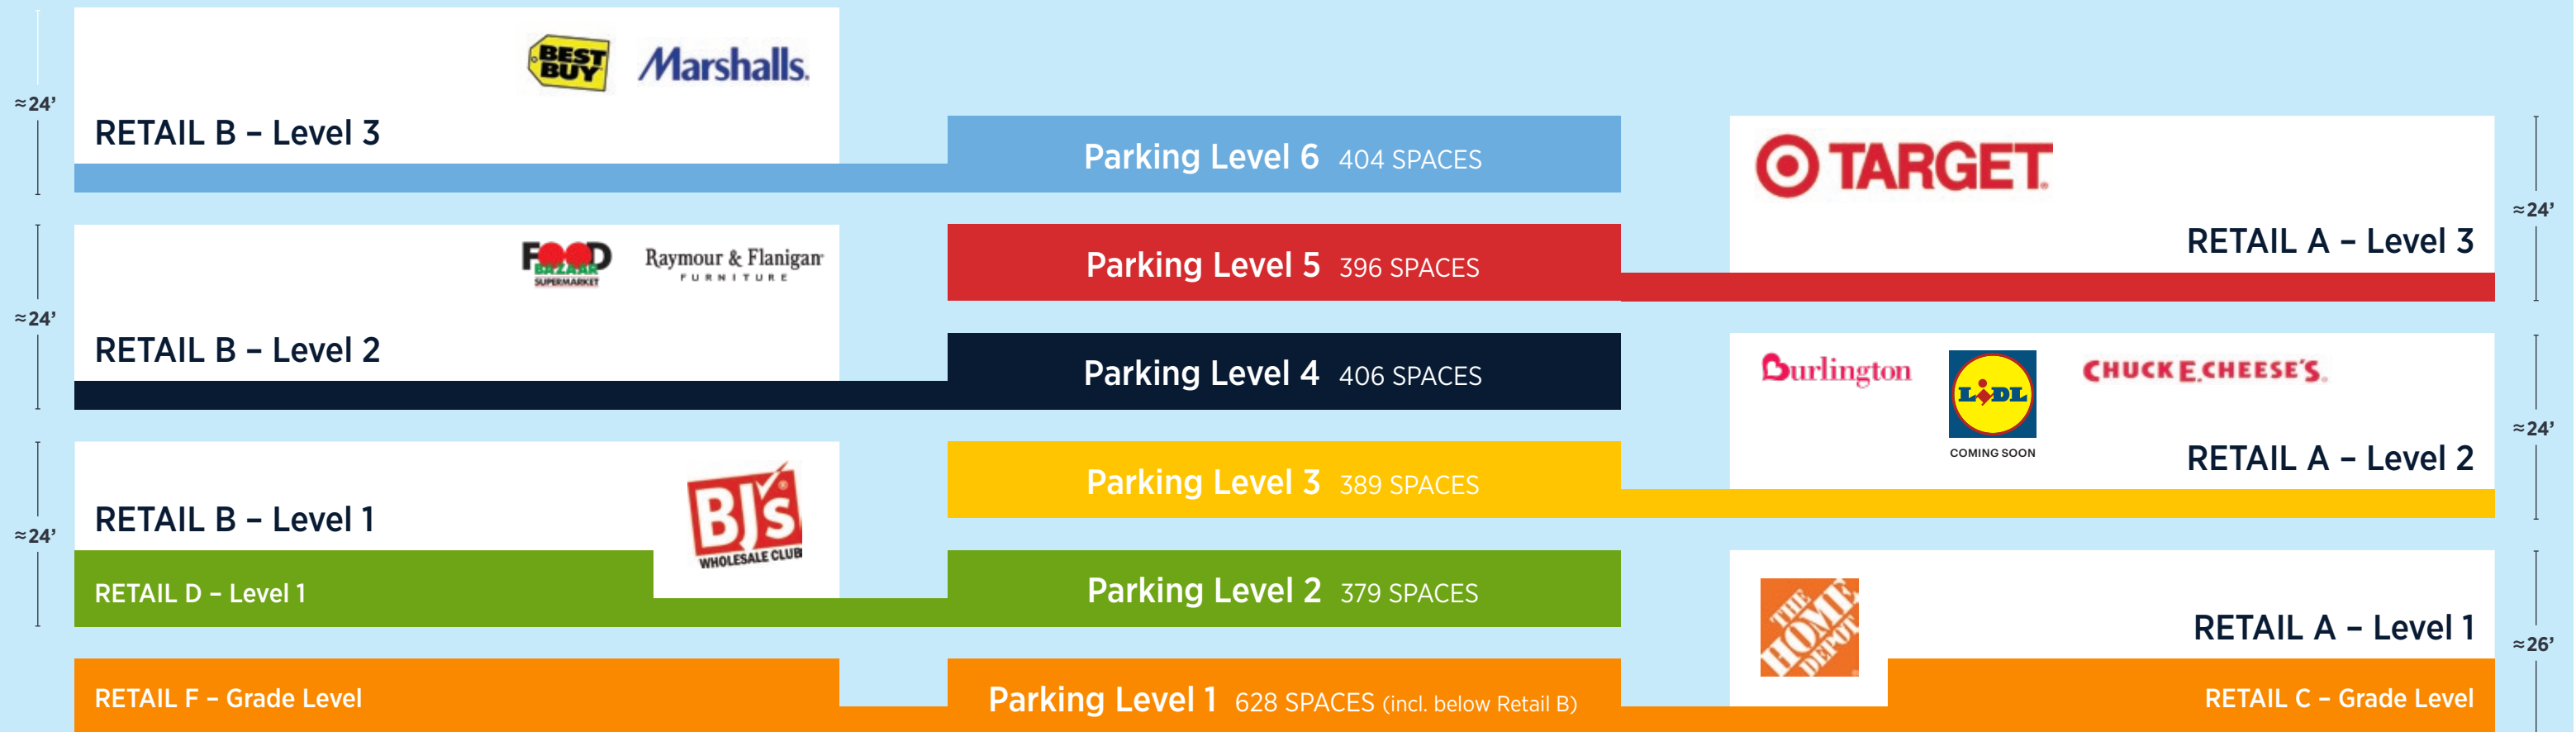 ≈24’
BEST BUY
Marshalls.
RETAIL B – Level 3
Parking Level 6 404 SPACES
TARGET
≈24’
RETAIL A – Level 3
≈24’
FOOD BAZAAR SUPERMARKET
Raymour & Flanigan
FURNITURE
RETAIL B – Level 2
Parking Level 5 396 SPACES
Parking Level 4 406 SPACES
Burlington
LiDL
COMING SOON
CHUCK E. CHEESE'S.
RETAIL A – Level 2
≈24’
≈24’
RETAIL B – Level 1
BJ's®
WHOLESALE CLUB
RETAIL D – Level 1
Parking Level 3 389 SPACES
Parking Level 2 379 SPACES
THE
HOME
DEPOT
RETAIL A – Level 1
≈26’
RETAIL F – Grade Level
Parking Level 1 628 SPACES (incl. below Retail B)
RETAIL C – Grade Level